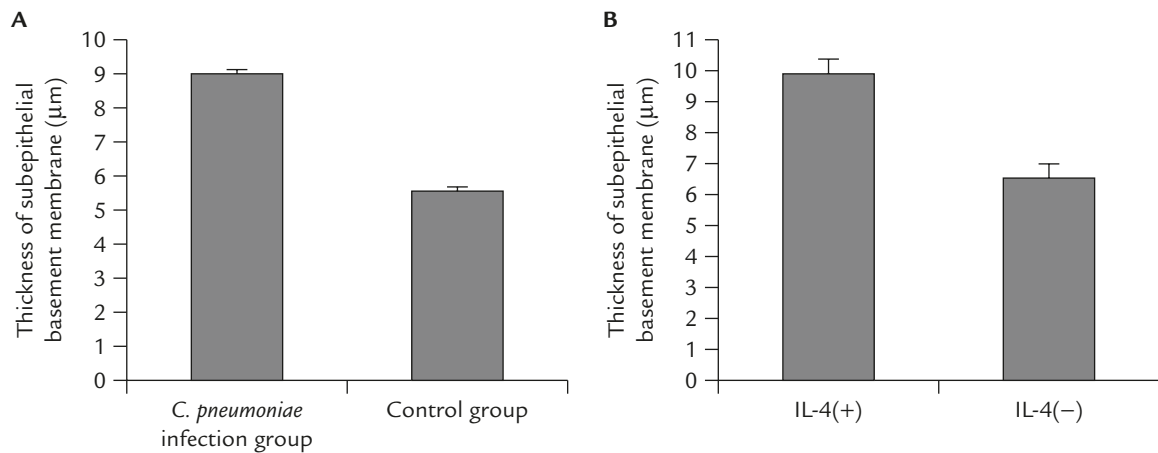 A
Thickness of subepithelial
basement membrane (μm)
10
9
8
7
6
5
4
3
2
1
0
C. pneumoniae
infection group
Control group
B
Thickness of subepithelial
basement membrane (μm)
11
10
9
8
7
6
5
4
3
2
1
0
IL-4(+)
IL-4(−)